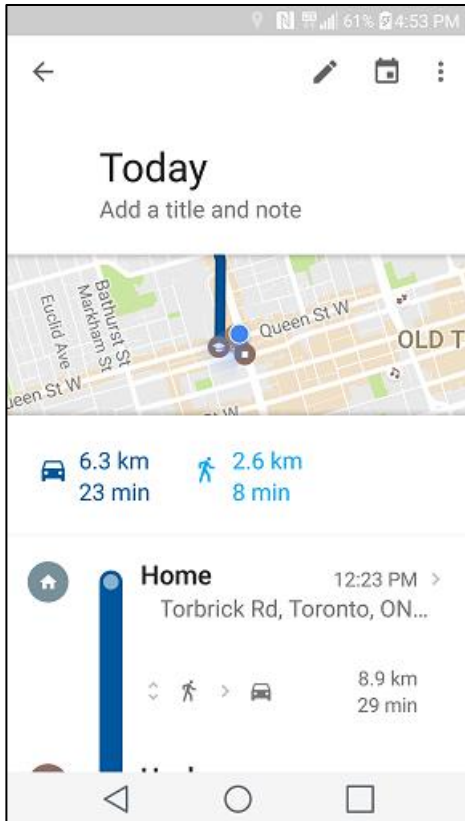 61% 4:53 PM
Today
Add a title and note
Euclid Ave
Markham St
Bathurst St
Queen St W
OLD T
ueen St W
St W
6.3 km
23 min
2.6 km
8 min
Home 12:23 PM
Torbrick Rd, Toronto, ON...
8.9 km
29 min